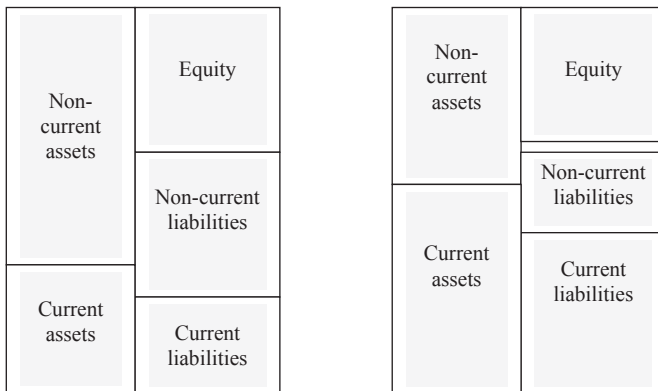 Non-
current
assets
Equity
Non-current
liabilities
Current
assets
Current
liabilities
Non-
current
assets
Equity
Non-current
liabilities
Current
assets
Current
liabilities